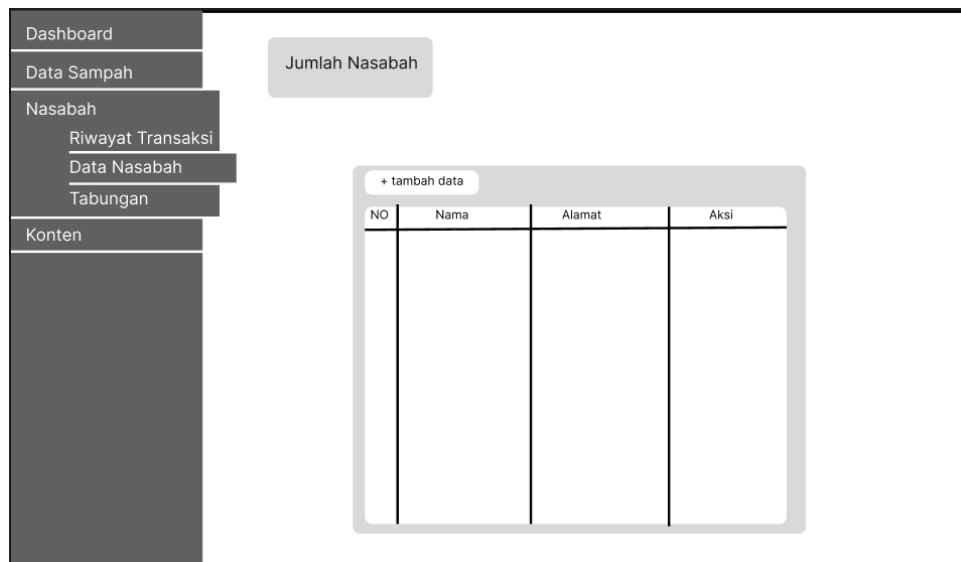 Dashboard
Data Sampah
Nasabah
Riwayat Transaksi
Data Nasabah
Tabungan
Konten
Jumlah Nasabah
+ tambah data
NO Nama Alamat Aksi